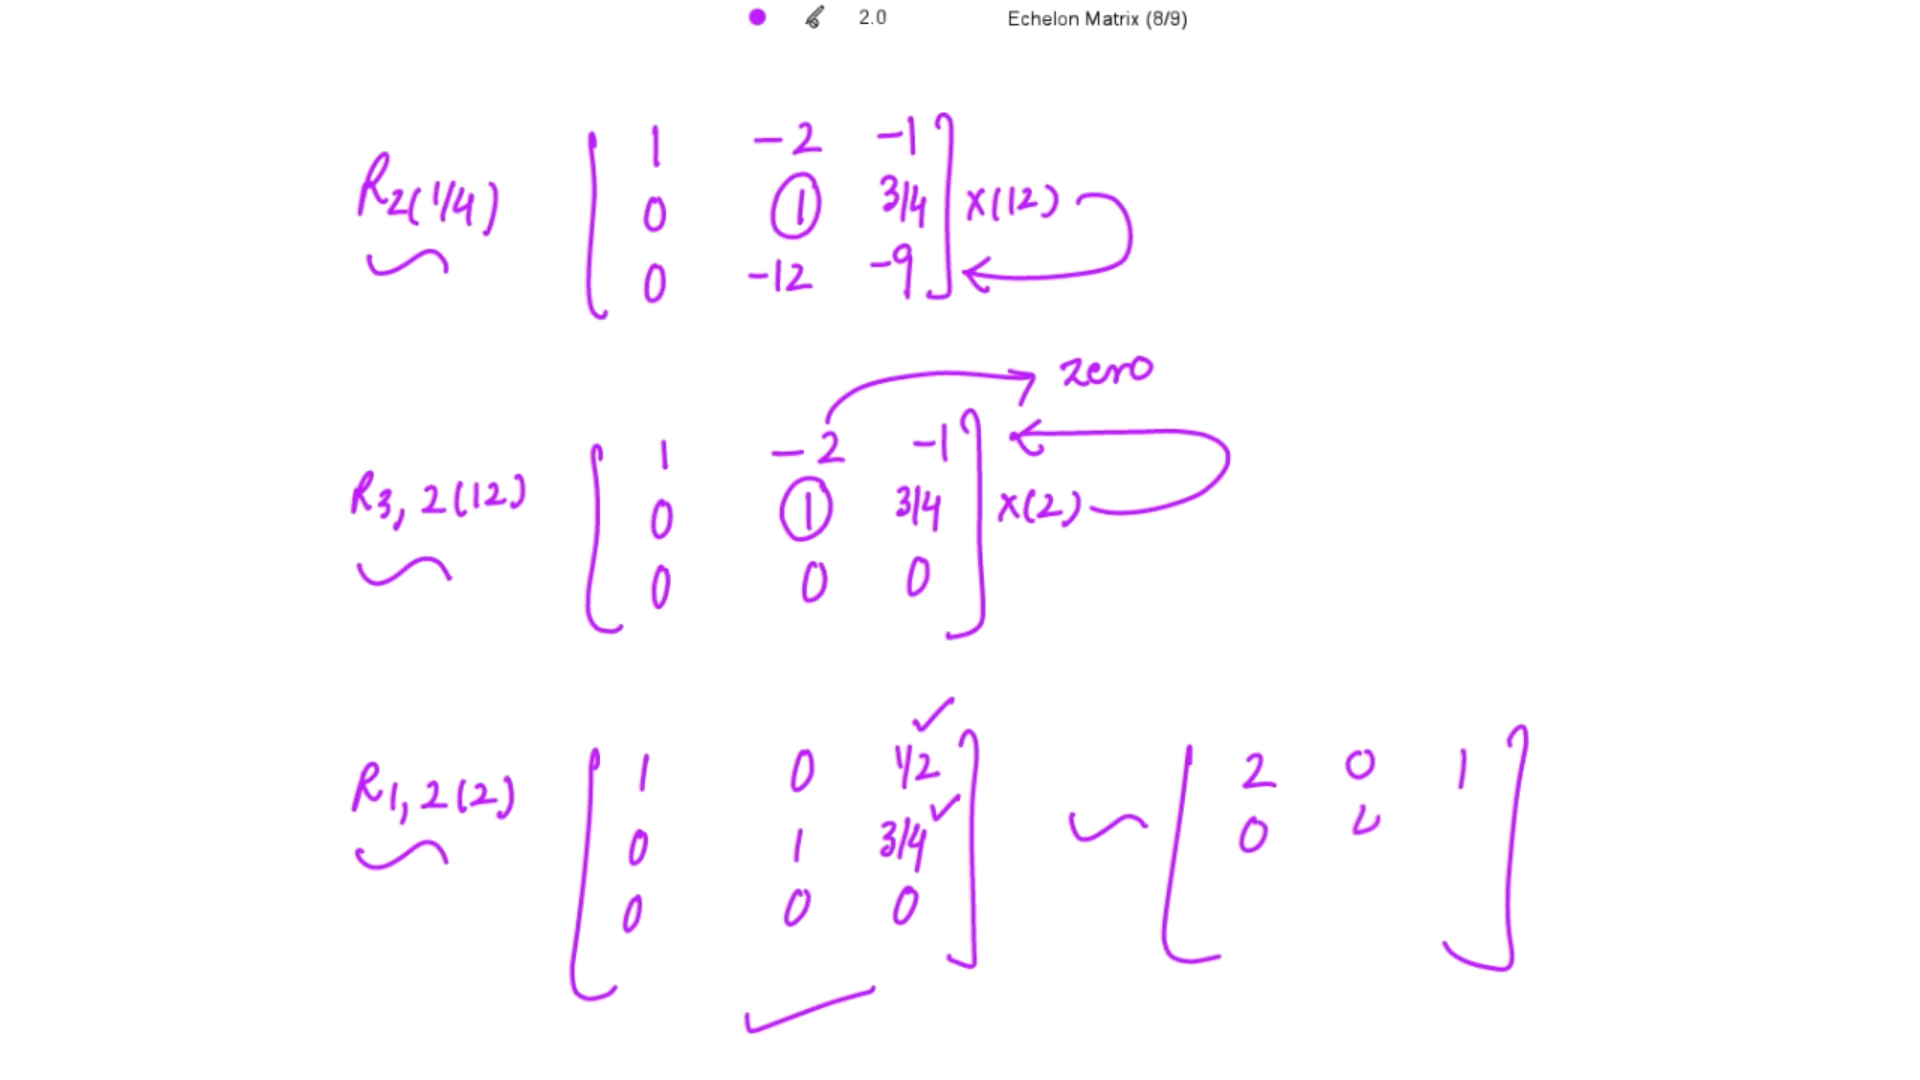 2.0 Echelon Matrix (8/9)
1 -2 -1
R2(1/4) 0 1 3/4 x(12)
0 -12 -9
zero
1 -2 -1
R3,2(12) 0 1 3/4 x(2)
0 0 0
1 0 1/2 2 0 1
R1,2(2) 0 1 3/4 ~ 0
0 0 0